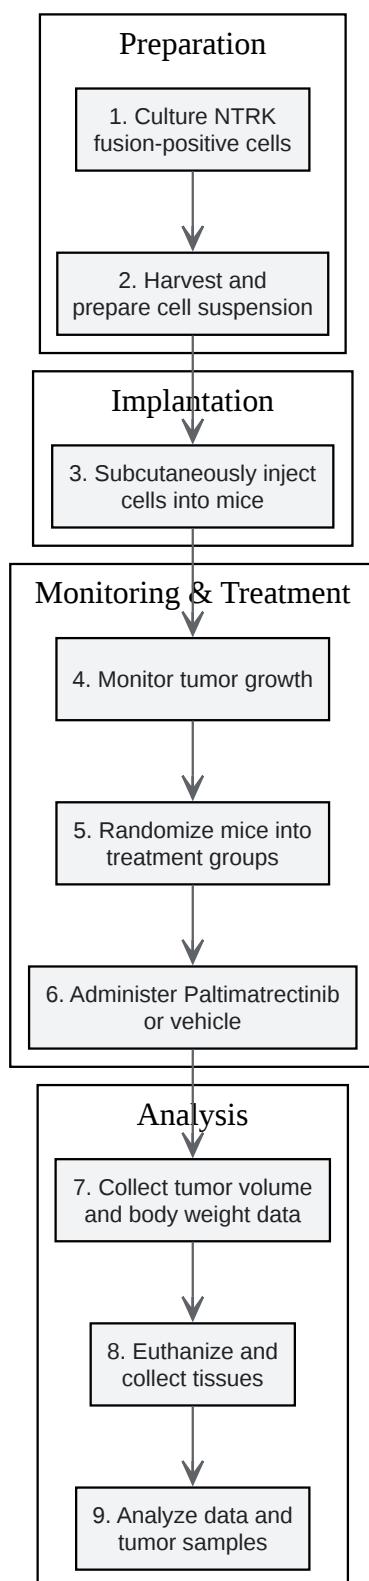 Preparation
1. Culture NTRK
fusion-positive cells
2. Harvest and
prepare cell suspension
Implantation
3. Subcutaneously inject
cells into mice
Monitoring & Treatment
4. Monitor tumor growth
5. Randomize mice into
treatment groups
6. Administer Paltimatrectinib
or vehicle
Analysis
7. Collect tumor volume
and body weight data
8. Euthanize and
collect tissues
9. Analyze data and
tumor samples